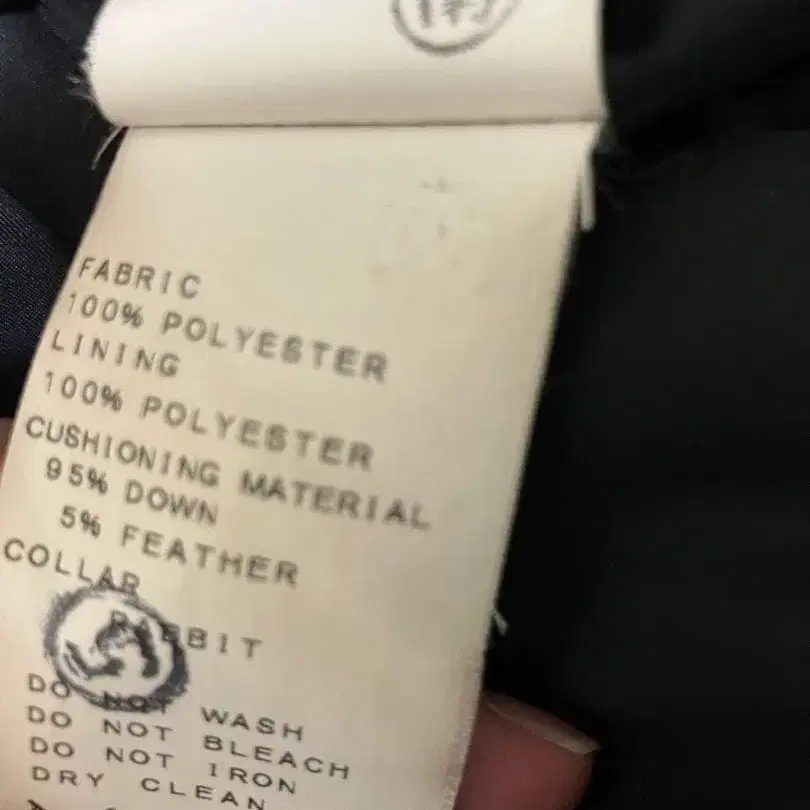 FABRIC
100% POLYESTER
LINING
100% POLYESTER
CUSHIONING MATERIAL
95% DOWN
5% FEATHER
COLLAR
RABBIT
DO NOT WASH
DO NOT BLEACH
DO NOT IRON
DRY CLEAN